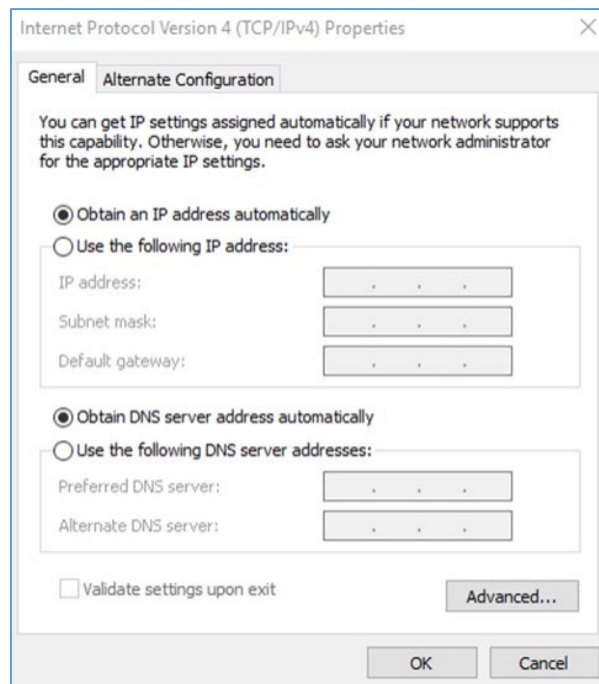 Internet Protocol Version 4 (TCP/IPv4) Properties
General
Alternate Configuration
You can get IP settings assigned automatically if your network supports
this capability. Otherwise, you need to ask your network administrator
for the appropriate IP settings.
Obtain an IP address automatically
Use the following IP address:
IP address:
Subnet mask:
Default gateway:
Obtain DNS server address automatically
Use the following DNS server addresses:
Preferred DNS server:
Alternate DNS server:
Validate settings upon exit
Advanced...
OK
Cancel